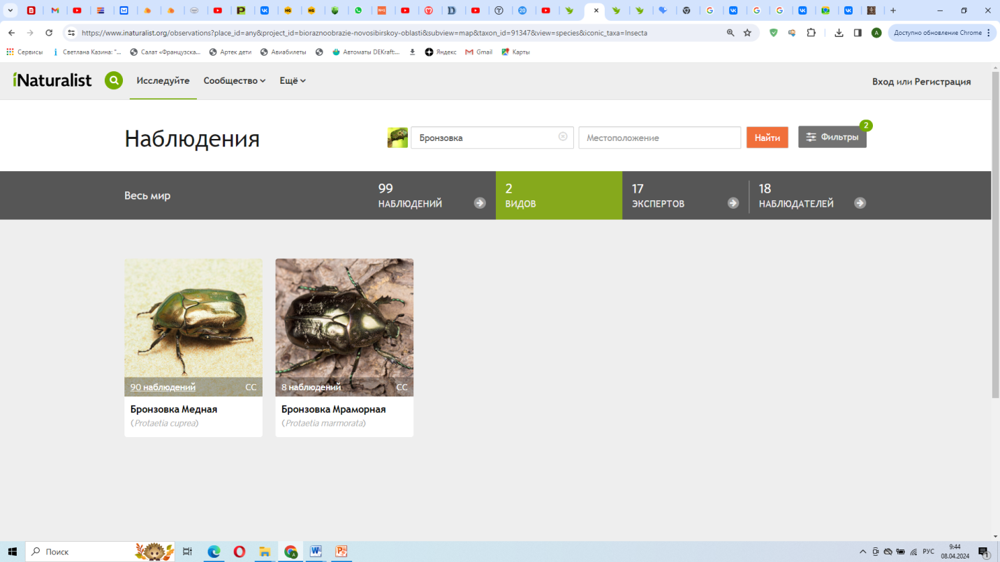 https://www.inaturalist.org/observations?place_id=any&project_id=bioraznoobrazie-novosibirskoy-oblasti&subview=map&taxon_id=91347&view=species&iconic_taxa=Insecta
Доступно обновление Chrome
Сервисы
Светлана Казина: "...
Салат «Французска...
Артек дети
Авиабилеты
Автоматы DEKraft:...
Яндекс
Gmail
Карты
iNaturalist
Исследуйте
Сообщество
Ещё
Вход или Регистрация
Наблюдения
Бронзовка
Местоположение
Найти
Фильтры
2
Весь мир
99
НАБЛЮДЕНИЙ
2
ВИДОВ
17
ЭКСПЕРТОВ
18
НАБЛЮДАТЕЛЕЙ
90 наблюдений
CC
Бронзовка Медная
(Protaetia cuprea)
8 наблюдений
CC
Бронзовка Мраморная
(Protaetia marmorata)
Поиск
РУС
9:44
08.04.2024
1